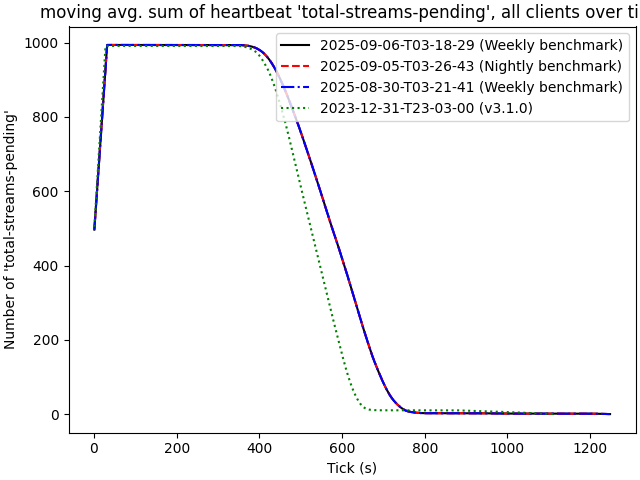 moving avg. sum of heartbeat 'total-streams-pending', all clients over ti
1000
800
600
400
200
0
Number of 'total-streams-pending'
2025-09-06-T03-18-29 (Weekly benchmark)
2025-09-05-T03-26-43 (Nightly benchmark)
2025-08-30-T03-21-41 (Weekly benchmark)
2023-12-31-T23-03-00 (v3.1.0)
0 200 400 600 800 1000 1200
Tick (s)